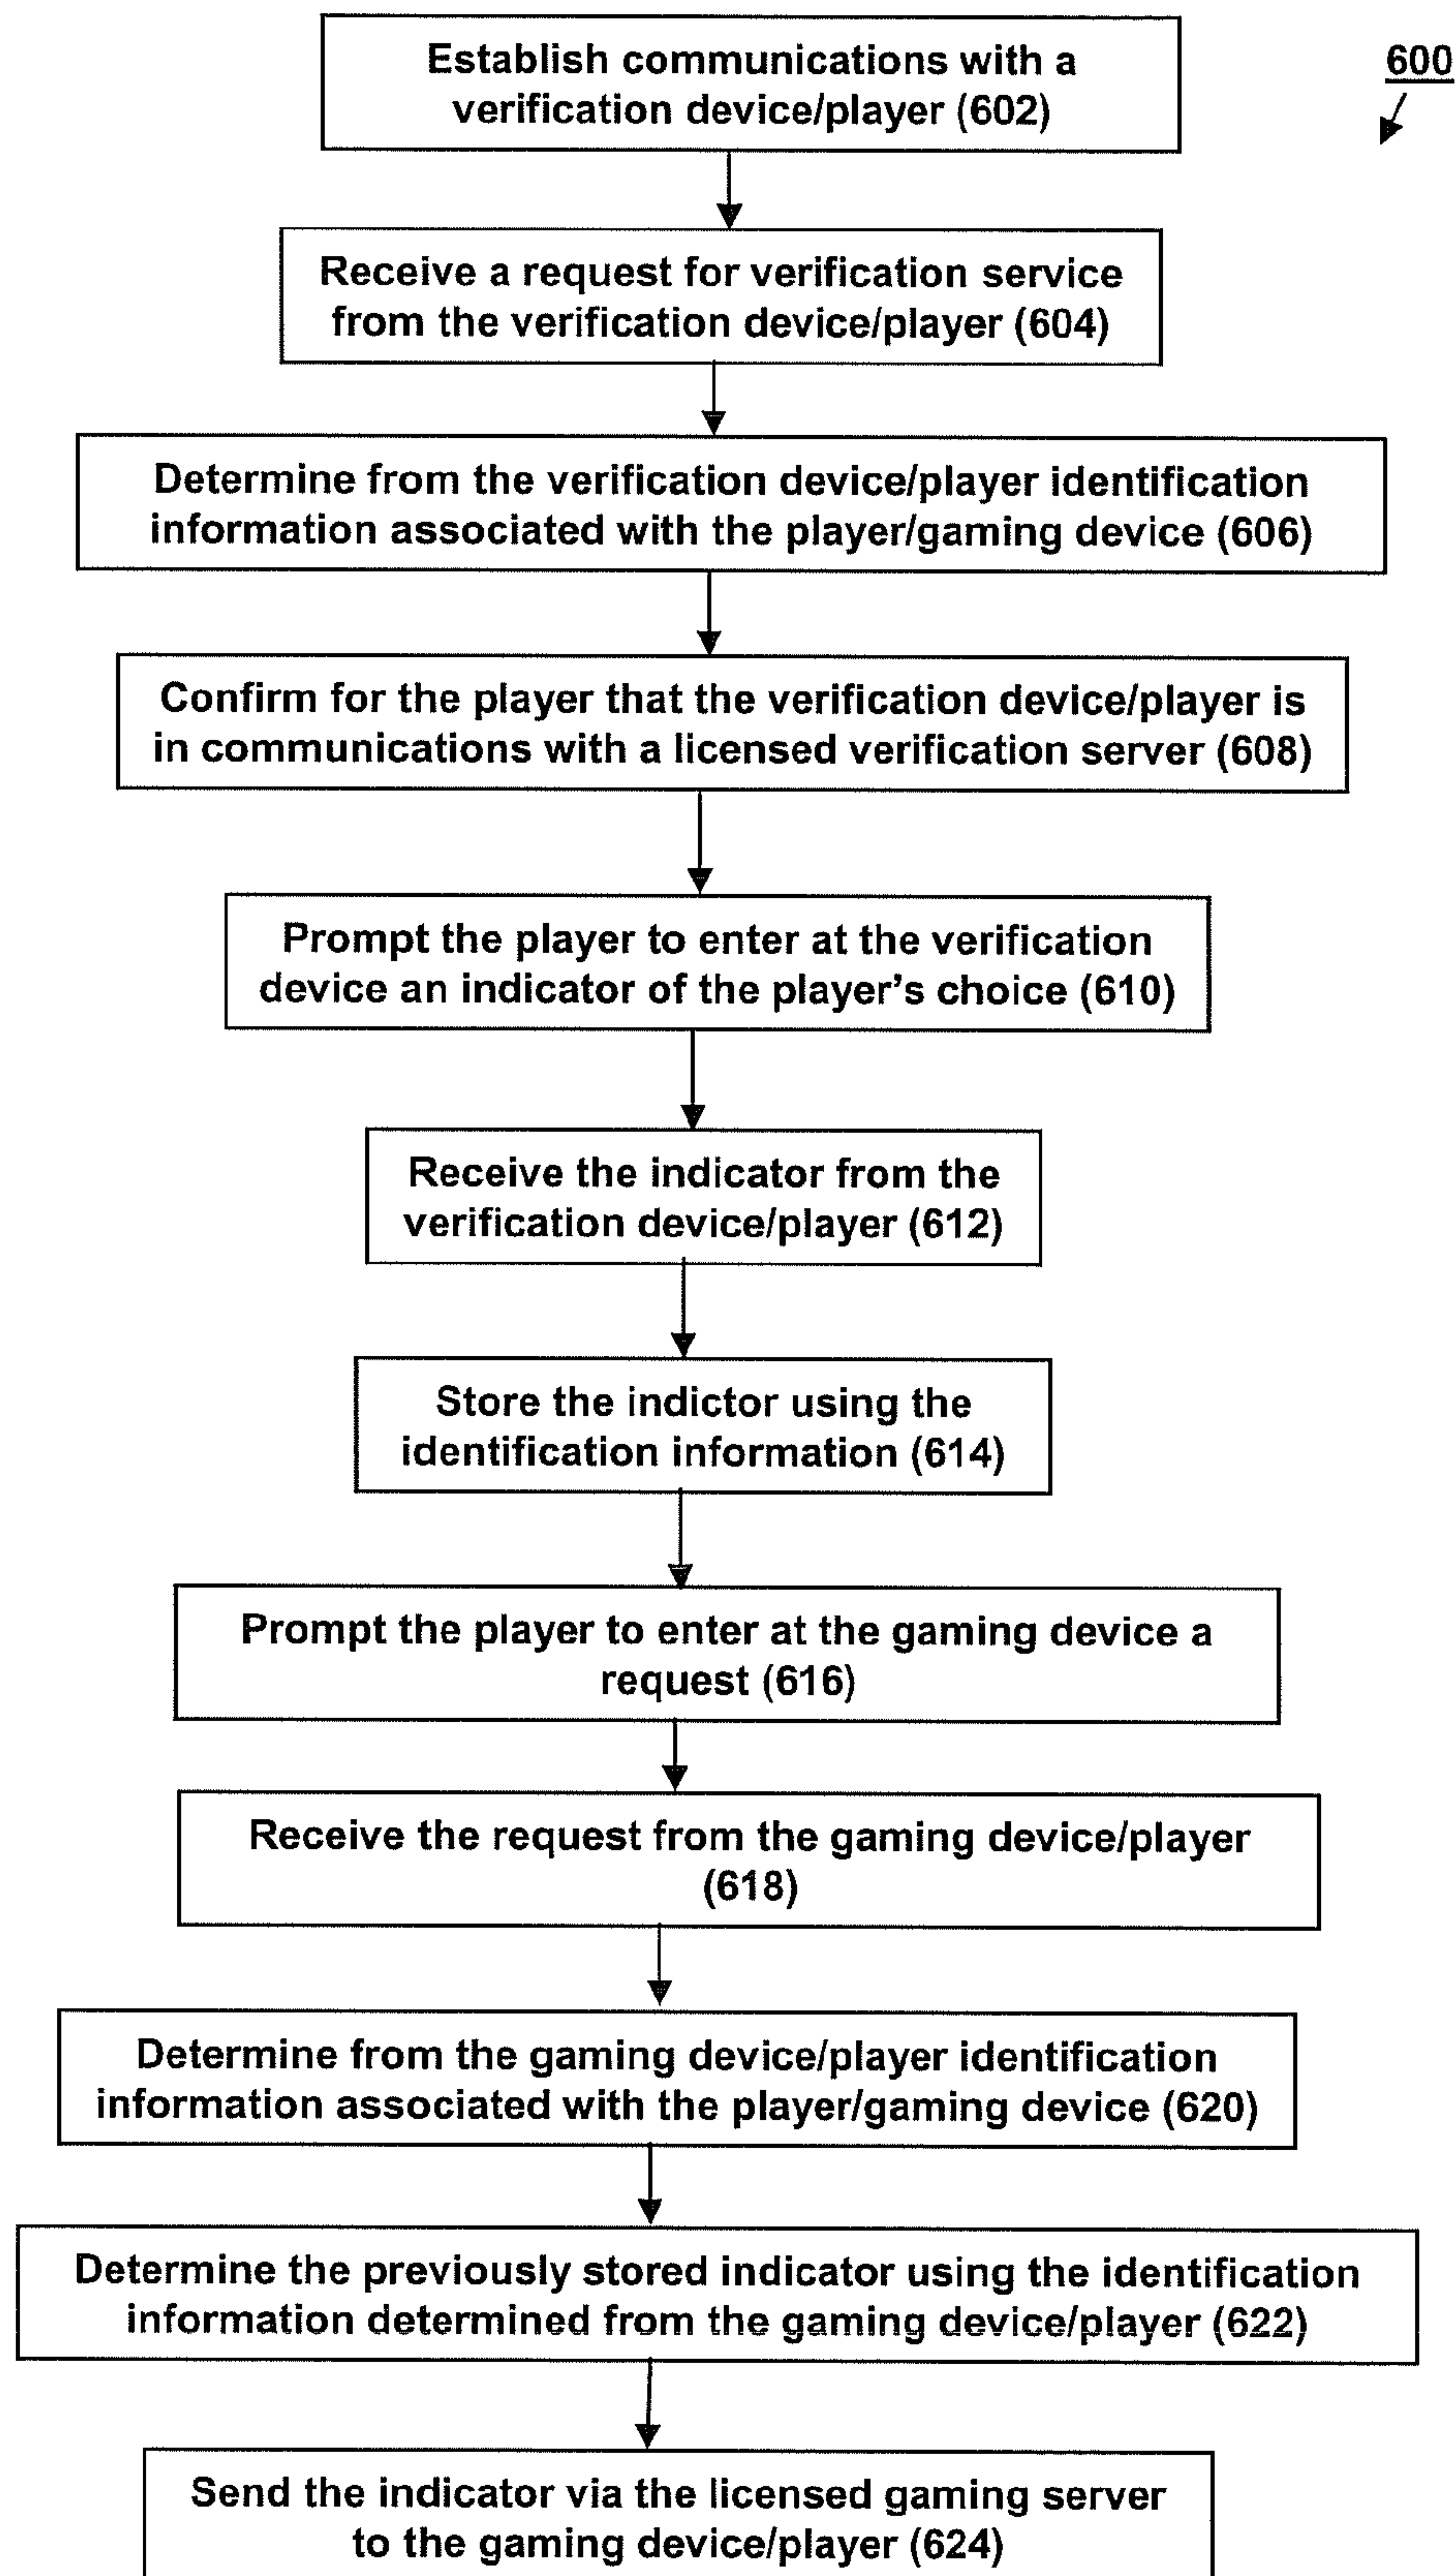 Establish communications with a
verification device/player (602)
600
Receive a request for verification service
from the verification device/player (604)
Determine from the verification device/player identification
information associated with the player/gaming device (606)
Confirm for the player that the verification device/player is
in communications with a licensed verification server (608)
Prompt the player to enter at the verification
device an indicator of the player's choice (610)
Receive the indicator from the
verification device/player (612)
Store the indictor using the
identification information (614)
Prompt the player to enter at the gaming device a
request (616)
Receive the request from the gaming device/player
(618)
Determine from the gaming device/player identification
information associated with the player/gaming device (620)
Determine the previously stored indicator using the identification
information determined from the gaming device/player (622)
Send the indicator via the licensed gaming server
to the gaming device/player (624)